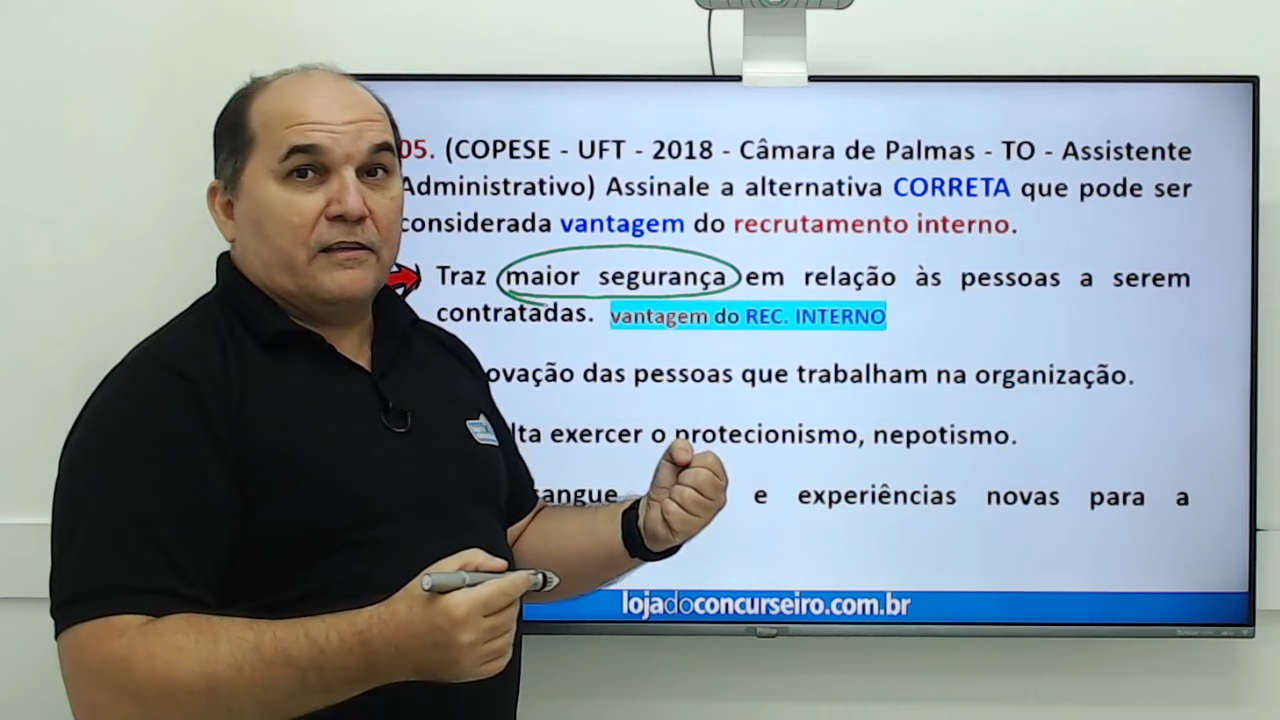 05. (COPESE - UFT - 2018 - Câmara de Palmas - TO - Assistente
Administrativo) Assinale a alternativa CORRETA que pode ser
considerada vantagem do recrutamento interno.
) Traz maior segurança em relação às pessoas a serem
contratadas. vantagem do REC. INTERNO
ovação das pessoas que trabalham na organização.
lta exercer o protecionismo, nepotismo.
sangue e experiências novas para a
lojadoconcurseiro.com.br